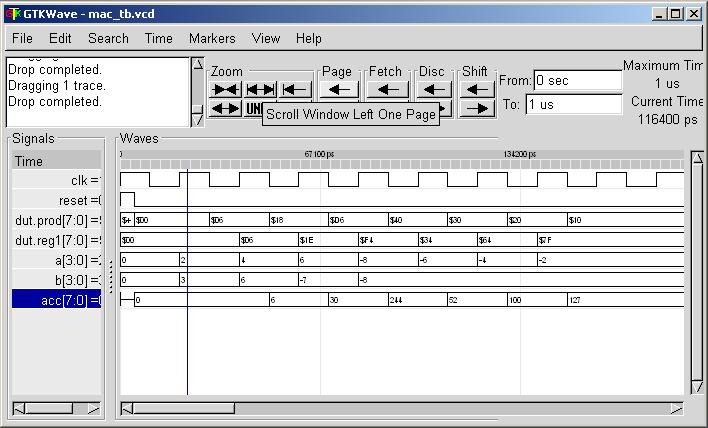 GTKWave - mac_tb.vcd
File Edit Search Time Markers View Help
Drop completed.
Dragging 1 trace.
Drop completed.
Zoom Page Fetch Disc Shift
Scroll Window Left One Page
From: 0 sec
To: 1 us
Maximum Tim
1 us
Current Time
116400 ps
Signals
Waves
Time
0 67100 ps 134200 ps
clk =
reset =
dut.prod[7:0] = $+ $00 $06 $18 $D6 $40 $30 $20 $10
dut.reg1[7:0] = $00 $06 $1E $F4 $34 $64 $7F
a[3:0] = 0 2 4 6 -8 -6 -4 -2
b[3:0] = 0 3 6 -7 -8
acc[7:0] = 0 6 30 244 52 100 127